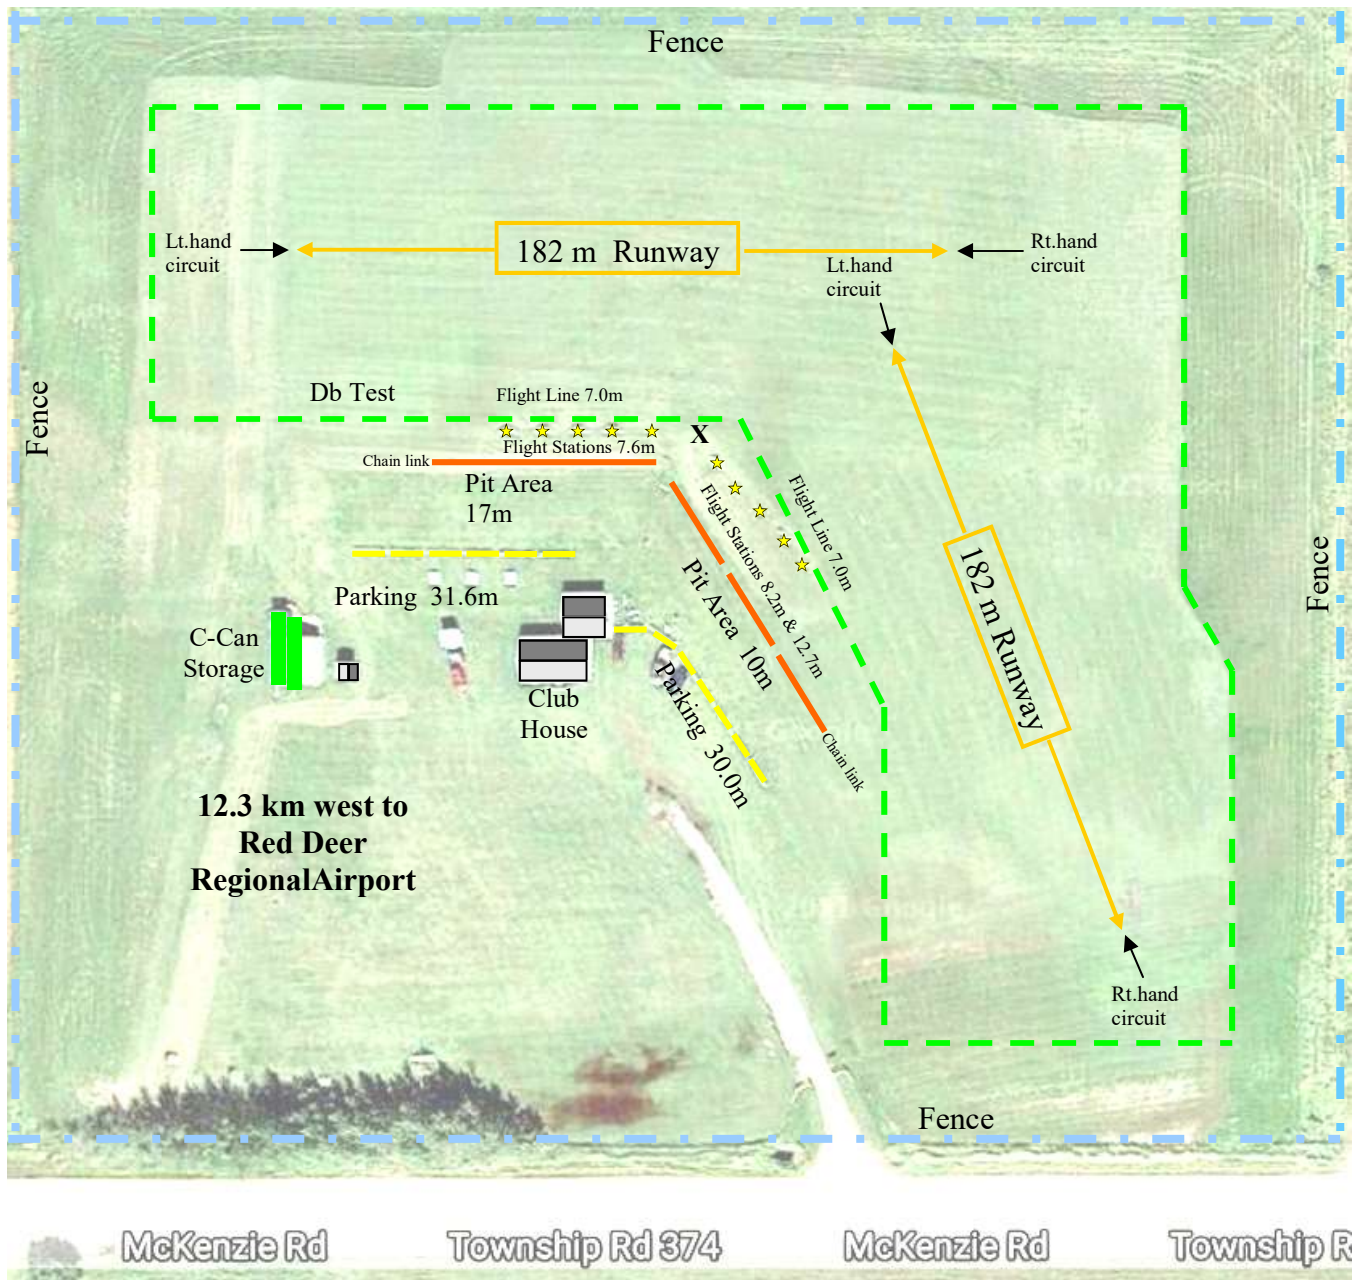 Fence
Lt.hand
circuit
182 m  Runway
Rt.hand
circuit
Lt.hand
circuit
Fence
Db Test
Flight Line 7.0m
X
Flight Stations 7.6m
Chain link
Pit Area
17m
Flight Line 7.0m
Flight Stations 8.2m & 12.7m
Pit Area  10m
182 m Runway
Fence
Parking  31.6m
C-Can
Storage
Club
House
Parking  30.0m
Chain link
12.3 km west to
Red Deer
RegionalAirport
Rt.hand
circuit
Fence
McKenzie Rd
Township Rd 374
McKenzie Rd
Township R